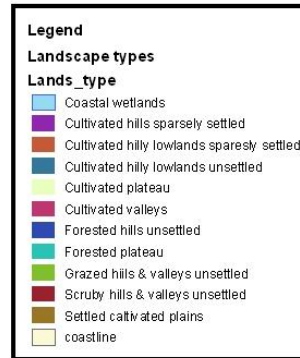 Legend
Landscape types
Lands_type
Coastal wetlands
Cultivated hills sparsely settled
Cultivated hilly lowlands sparesly settled
Cultivated hilly lowlands unsettled
Cultivated plateau
Cultivated valleys
Forested hills unsettled
Forested plateau
Grazed hiils & valleys unsettled
Scruby hills & valleys unsettled
Settled caltivated plains
coastline